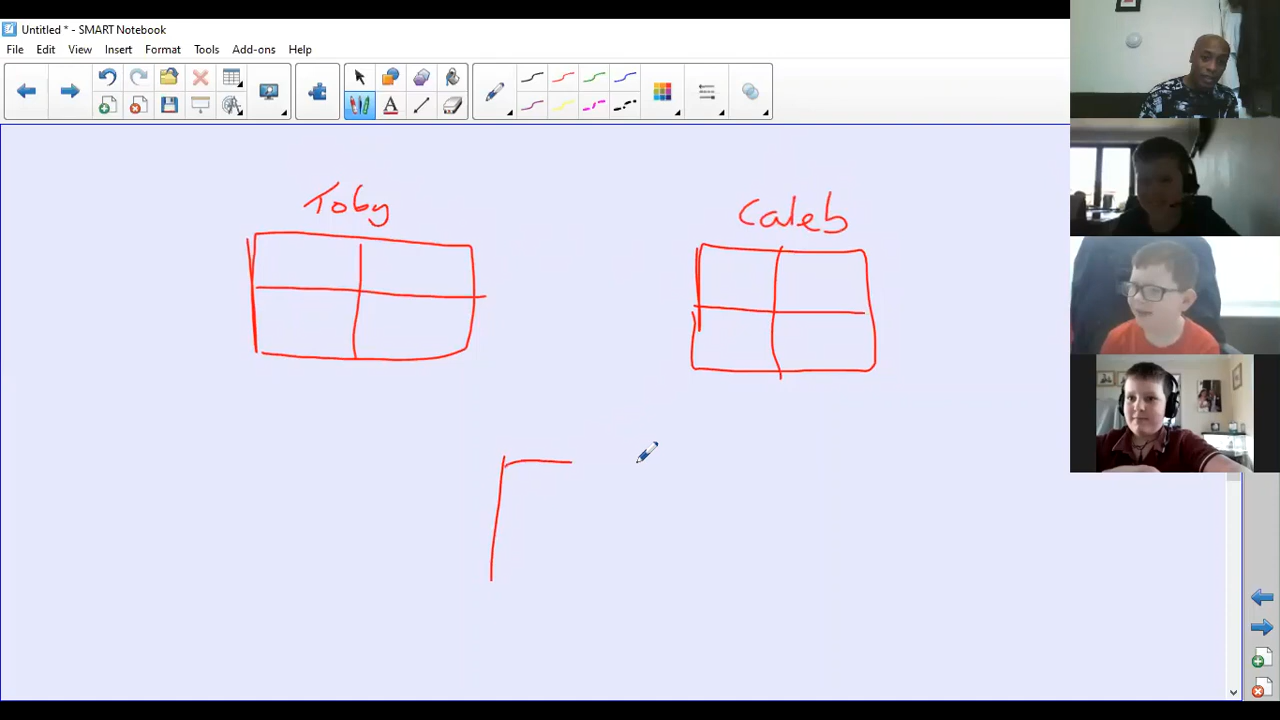 Untitled * - SMART Notebook
File Edit View Insert Format Tools Add-ons Help
Toby
Caleb